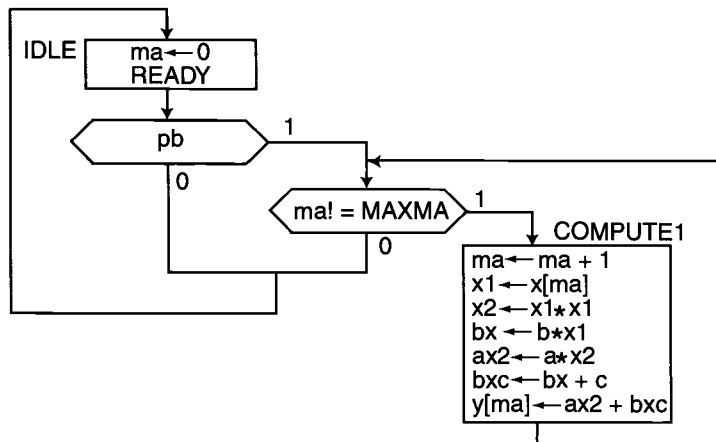 IDLE
ma ← 0
READY
pb
1
0
ma! = MAXMA
1
0
COMPUTE1
ma ← ma + 1
x1 ← x[ma]
x2 ← x1*x1
bx ← b*x1
ax2 ← a*x2
bxc ← bx + c
y[ma] ← ax2 + bxc